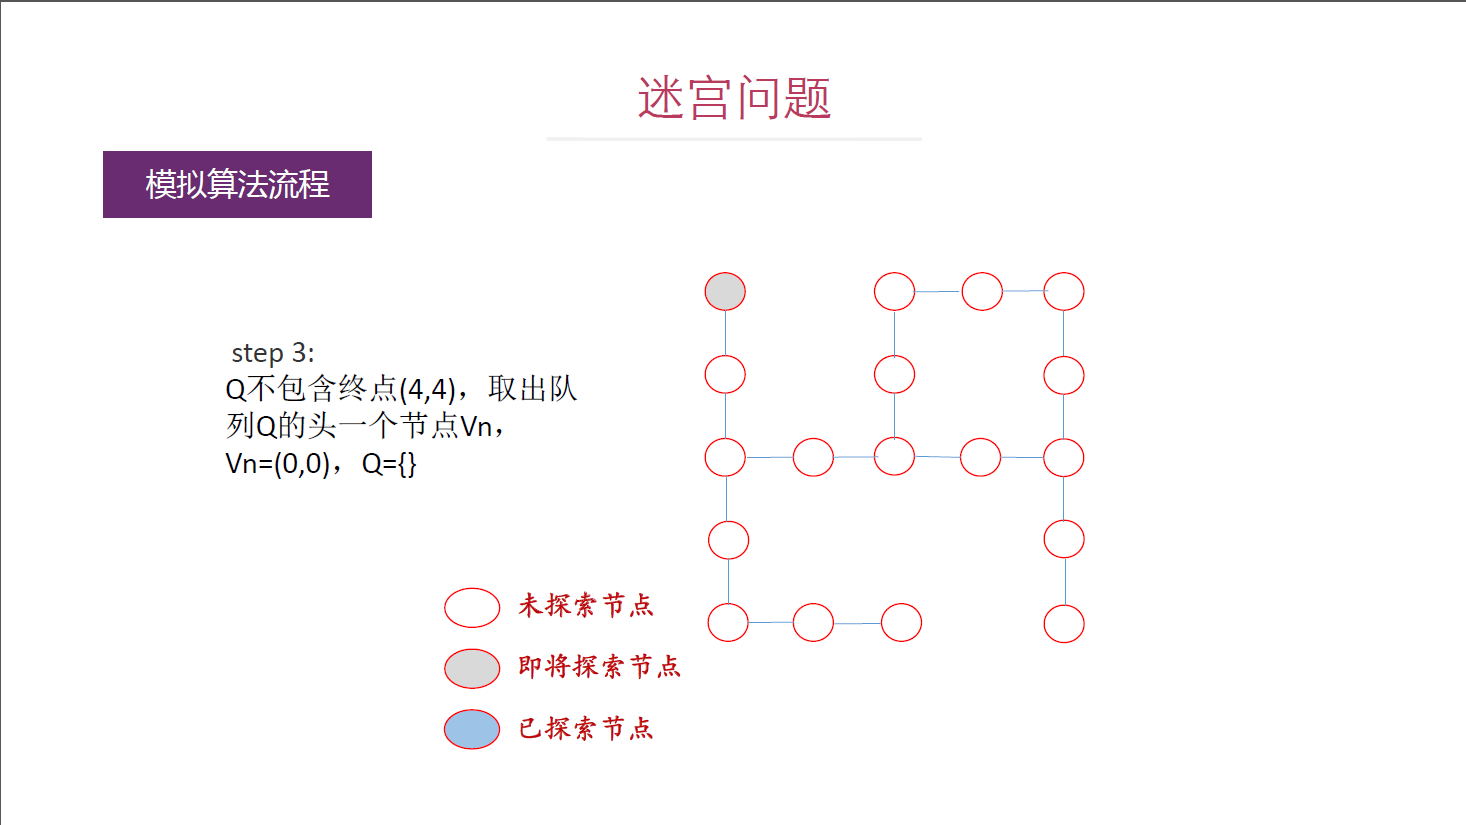 迷宫问题
模拟算法流程
step 3:
Q不包含终点(4,4)，取出队
列Q的头一个节点Vn，
Vn=(0,0)，Q={}
未探索节点
即将探索节点
已探索节点